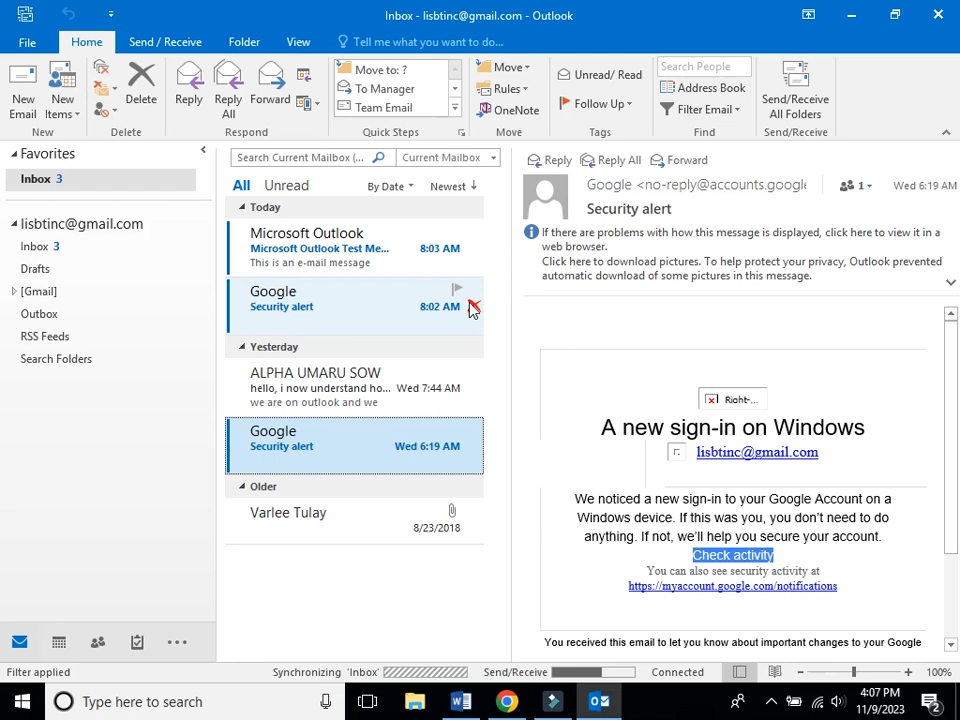 Inbox - lisbtinc@gmail.com - Outlook
File
Home
Send / Receive
Folder
View
Tell me what you want to do...
New Email
New Items
Delete
Reply
Reply All
Forward
Move to: ?
To Manager
Team Email
Move
Rules
OneNote
Unread/ Read
Follow Up
Search People
Address Book
Filter Email
Send/Receive All Folders
New
Delete
Respond
Quick Steps
Move
Tags
Find
Send/Receive
Favorites
Inbox 3
lisbtinc@gmail.com
Inbox 3
Drafts
[Gmail]
Outbox
RSS Feeds
Search Folders
Search Current Mailbox (...
Current Mailbox
All Unread
By Date
Newest
Today
Microsoft Outlook
Microsoft Outlook Test Me... 8:03 AM
This is an e-mail message
Google
Security alert 8:02 AM
Yesterday
ALPHA UMARU SOW
hello, i now understand ho... Wed 7:44 AM
we are on outlook and we
Google
Security alert Wed 6:19 AM
Older
Varlee Tulay
8/23/2018
Reply
Reply All
Forward
Google <no-reply@accounts.google
1
Wed 6:19 AM
Security alert
If there are problems with how this message is displayed, click here to view it in a
web browser.
Click here to download pictures. To help protect your privacy, Outlook prevented
automatic download of some pictures in this message.
Right-...
A new sign-in on Windows
lisbtinc@gmail.com
We noticed a new sign-in to your Google Account on a
Windows device. If this was you, you don't need to do
anything. If not, we'll help you secure your account.
Check activity
You can also see security activity at
https://myaccount.google.com/notifications
You received this email to let you know about important changes to your Google
Filter applied
Synchronizing 'Inbox'
Send/Receive
Connected
100%
Type here to search
4:07 PM
11/9/2023
2